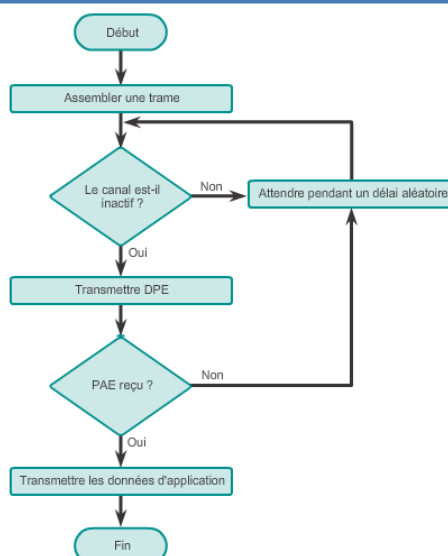 Début
Assembler une trame
Le canal est-il
inactif ?
Non
Attendre pendant un délai aléatoire
Oui
Transmettre DPE
PAE reçu ?
Non
Oui
Transmettre les données d'application
Fin